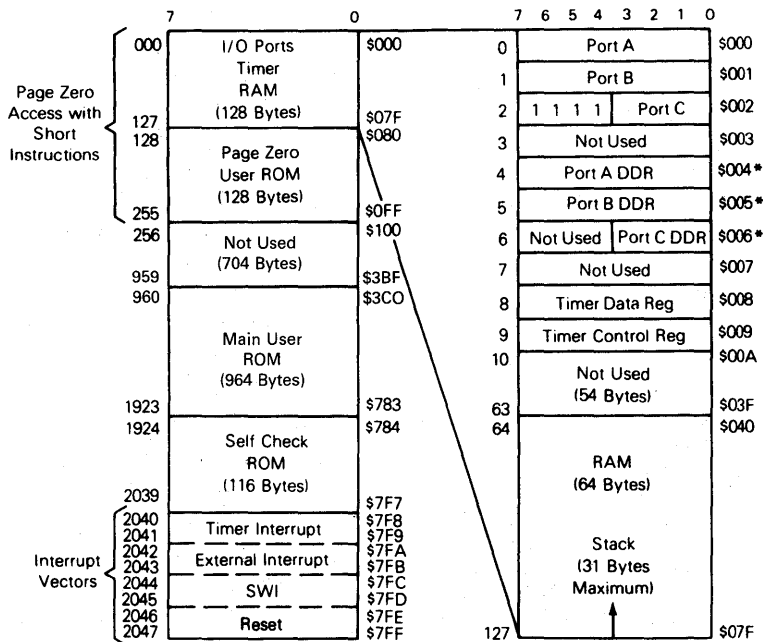 7 0
000 I/O Ports $000
Timer
RAM
(128 Bytes)
127 $07F
128 $080
Page Zero
Access with
Short
Instructions
Page Zero
User ROM
(128 Bytes)
255 $0FF
256 $100
Not Used
(704 Bytes)
959 $3BF
960 $3C0
Main User
ROM
(964 Bytes)
1923 $783
1924 $784
Self Check
ROM
(116 Bytes)
2039 $7F7
2040 $7F8
Timer Interrupt
2041 $7F9
2042 $7FA
External Interrupt
2043 $7FB
2044 $7FC
SWI
2045 $7FD
2046 $7FE
Reset
2047 $7FF
Interrupt
Vectors
7 6 5 4 3 2 1 0
0 Port A $000
1 Port B $001
2 1 1 1 1 Port C $002
3 Not Used $003
4 Port A DDR $004*
5 Port B DDR $005*
6 Not Used Port C DDR $006*
7 Not Used $007
8 Timer Data Reg $008
9 Timer Control Reg $009
10 $00A
Not Used
(54 Bytes)
63 $03F
64 $040
RAM
(64 Bytes)
Stack
(31 Bytes
Maximum)
127 $07F